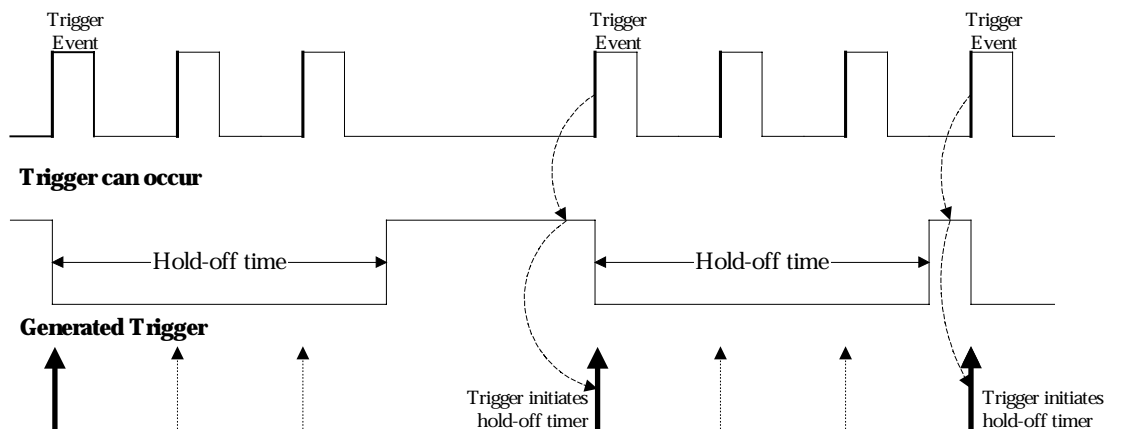 Trigger
Event
Trigger
Event
Trigger
Event
Trigger can occur
Hold-off time
Hold-off time
Generated Trigger
Trigger initiates
hold-off timer
Trigger initiates
hold-off timer